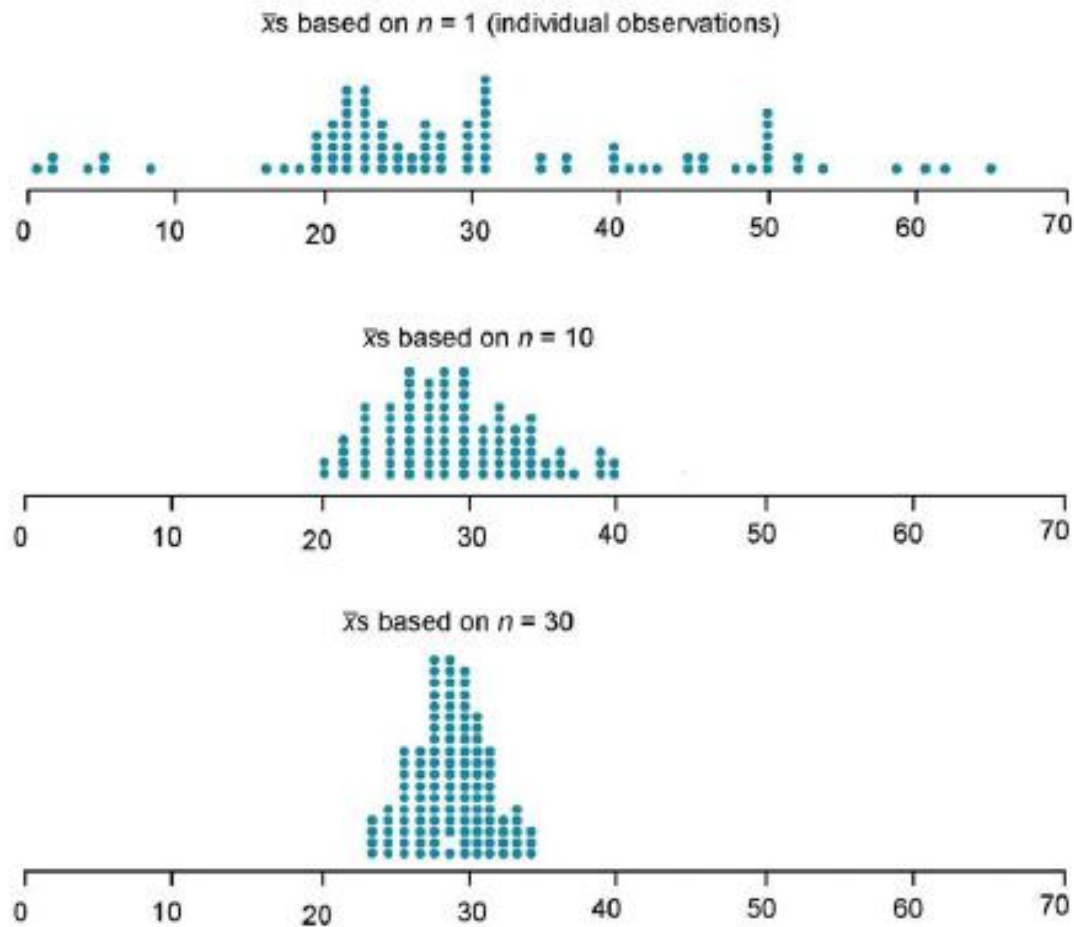 x̅s based on n = 1 (individual observations)
0 10 20 30 40 50 60 70
x̅s based on n = 10
0 10 20 30 40 50 60 70
x̅s based on n = 30
0 10 20 30 40 50 60 70